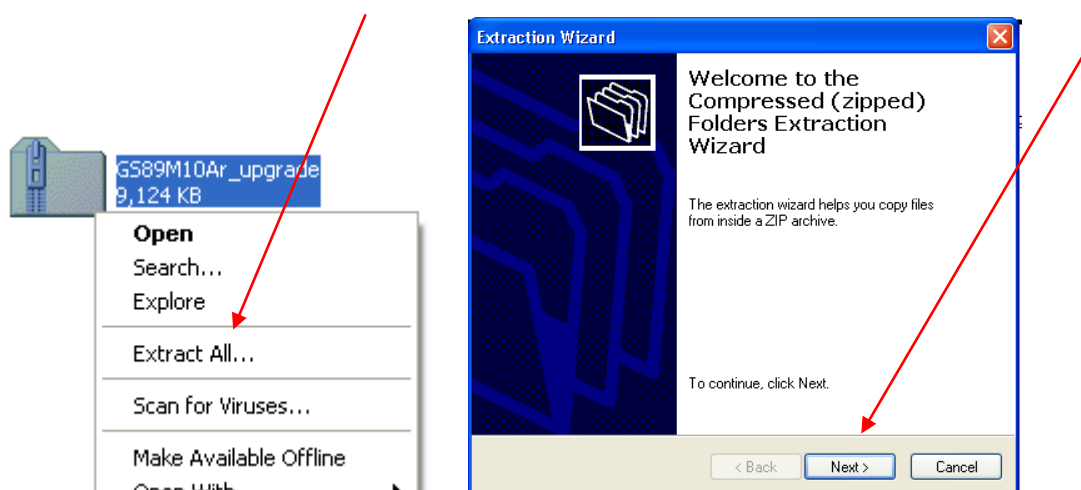 GS89M10Ar_upgrade
9,124 KB
Open
Search...
Explore
Extract All...
Scan for Viruses...
Make Available Offline
Open With
Extraction Wizard
Welcome to the
Compressed (zipped)
Folders Extraction
Wizard
The extraction wizard helps you copy files
from inside a ZIP archive.
To continue, click Next.
< Back
Next >
Cancel